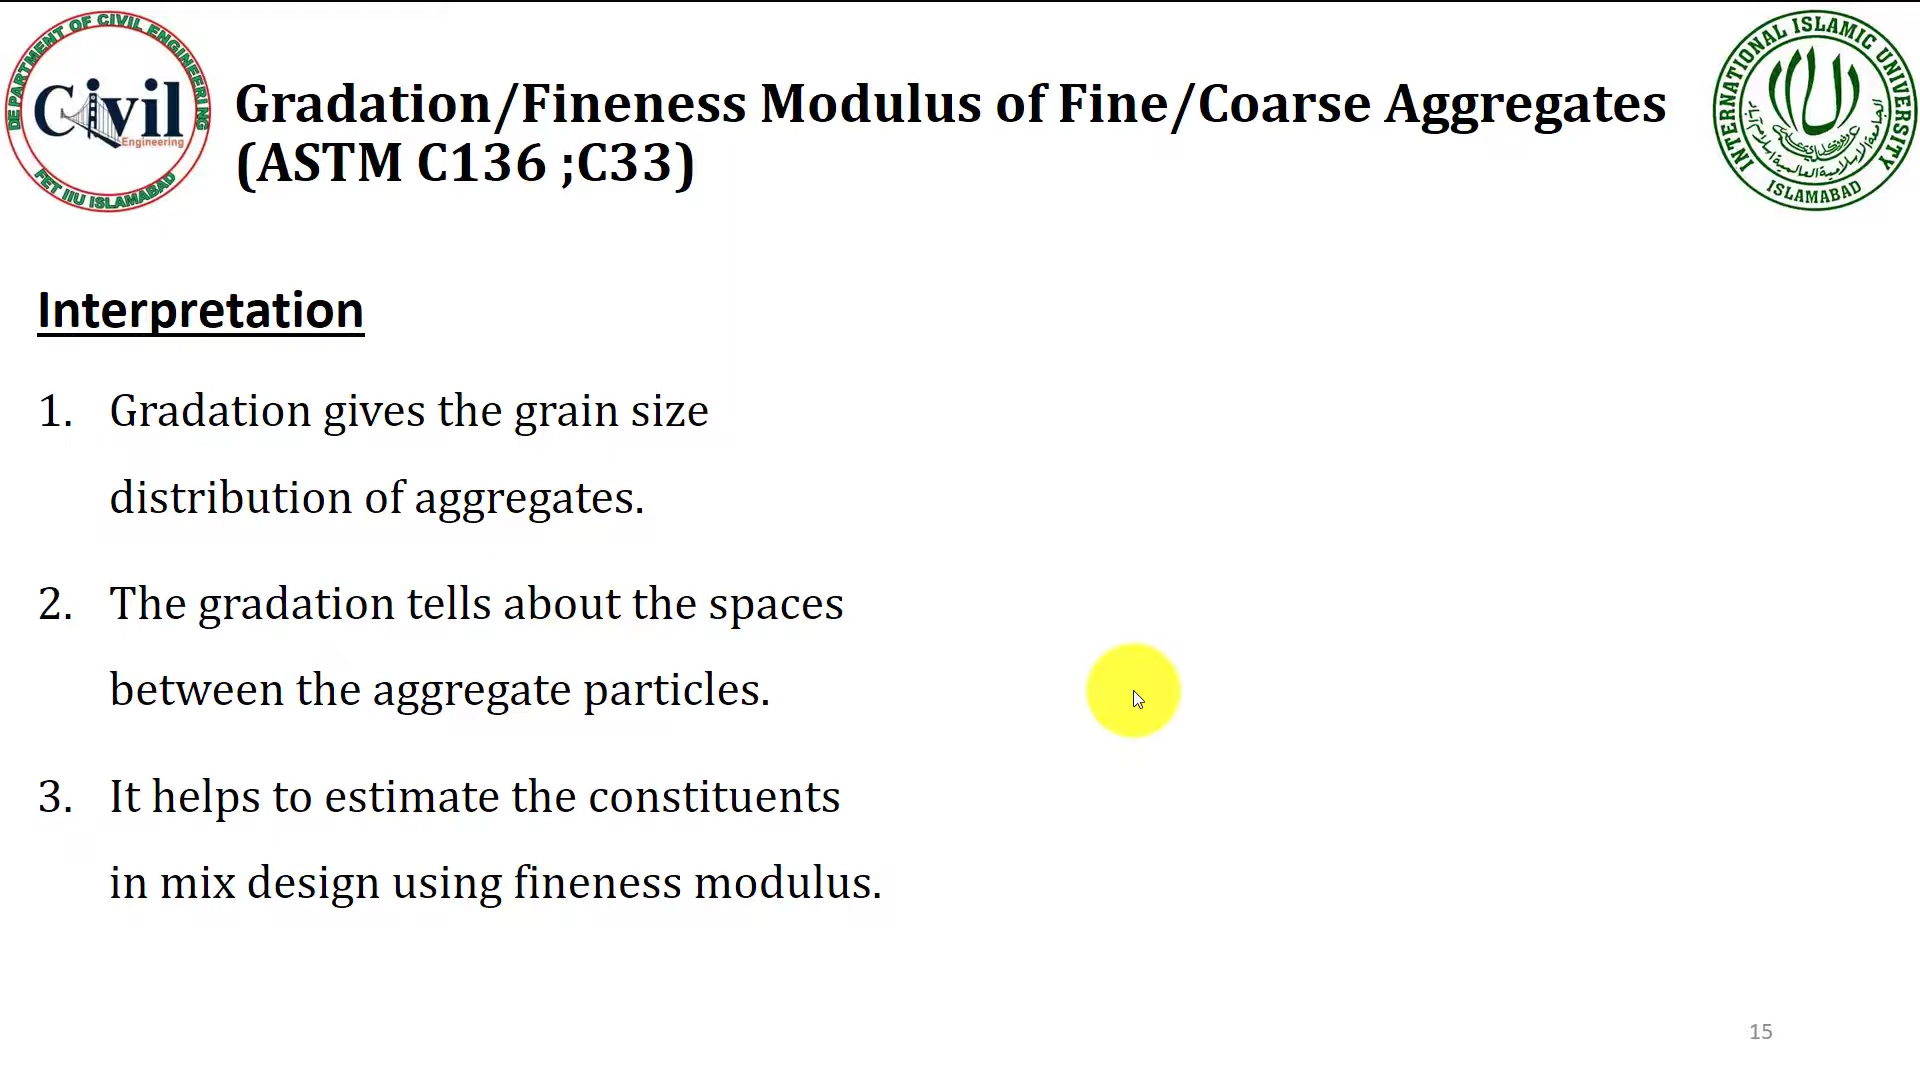 DEPARTMENT OF CIVIL ENGINEERING
Civil
Engineering
FET IIU ISLAMABAD
Gradation/Fineness Modulus of Fine/Coarse Aggregates
(ASTM C136 ;C33)
INTERNATIONAL ISLAMIC UNIVERSITY
ISLAMABAD
Interpretation
1. Gradation gives the grain size
distribution of aggregates.
2. The gradation tells about the spaces
between the aggregate particles.
3. It helps to estimate the constituents
in mix design using fineness modulus.
15